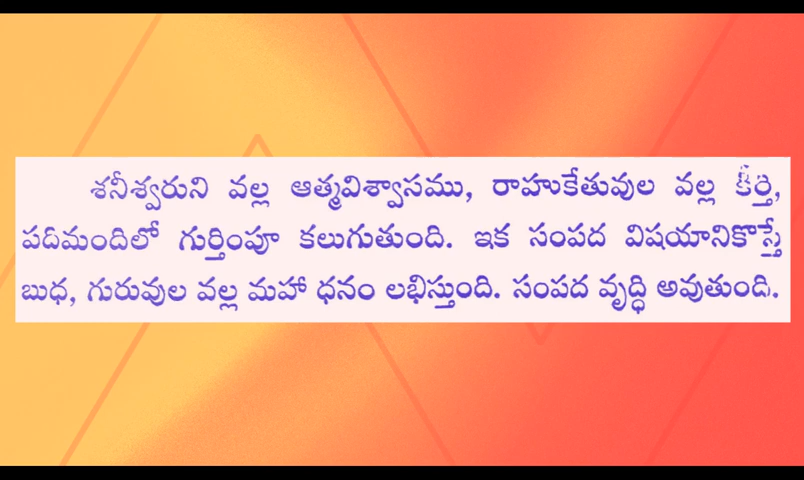 శనీశ్వరుని వల్ల ఆత్మవిశ్వాసము, రాహుకేతువుల వల్ల కీర్తి,
పదిమందిలో గుర్తింపూ కలుగుతుంది. ఇక సంపద విషయానికొస్తే
బుధ, గురువుల వల్ల మహా ధనం లభిస్తుంది. సంపద వృద్ధి అవుతుంది.